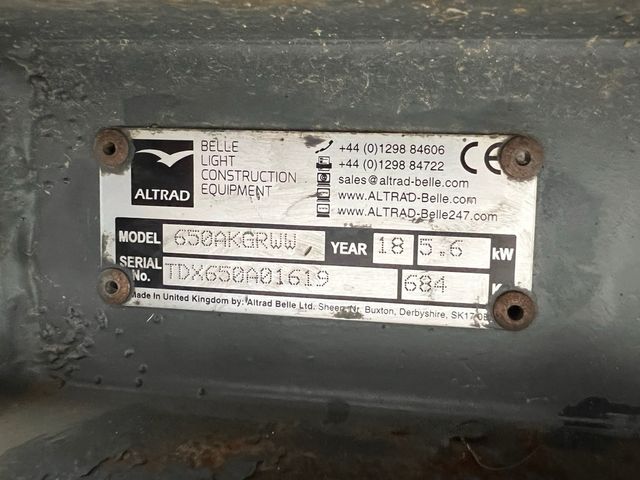 ALTRAD
BELLE
LIGHT
CONSTRUCTION
EQUIPMENT
+44 (0)1298 84606
+44 (0)1298 84722
sales@altrad-belle.com
www.ALTRAD-Belle.com
www.ALTRAD-Belle247.com
CE
MODEL 650AKGRWW YEAR 18 5.6 kW
SERIAL No. TDX650A01619 684
Made In United Kingdom by: Altrad Belle Ltd. Sheen, Nr. Buxton, Derbyshire, SK17